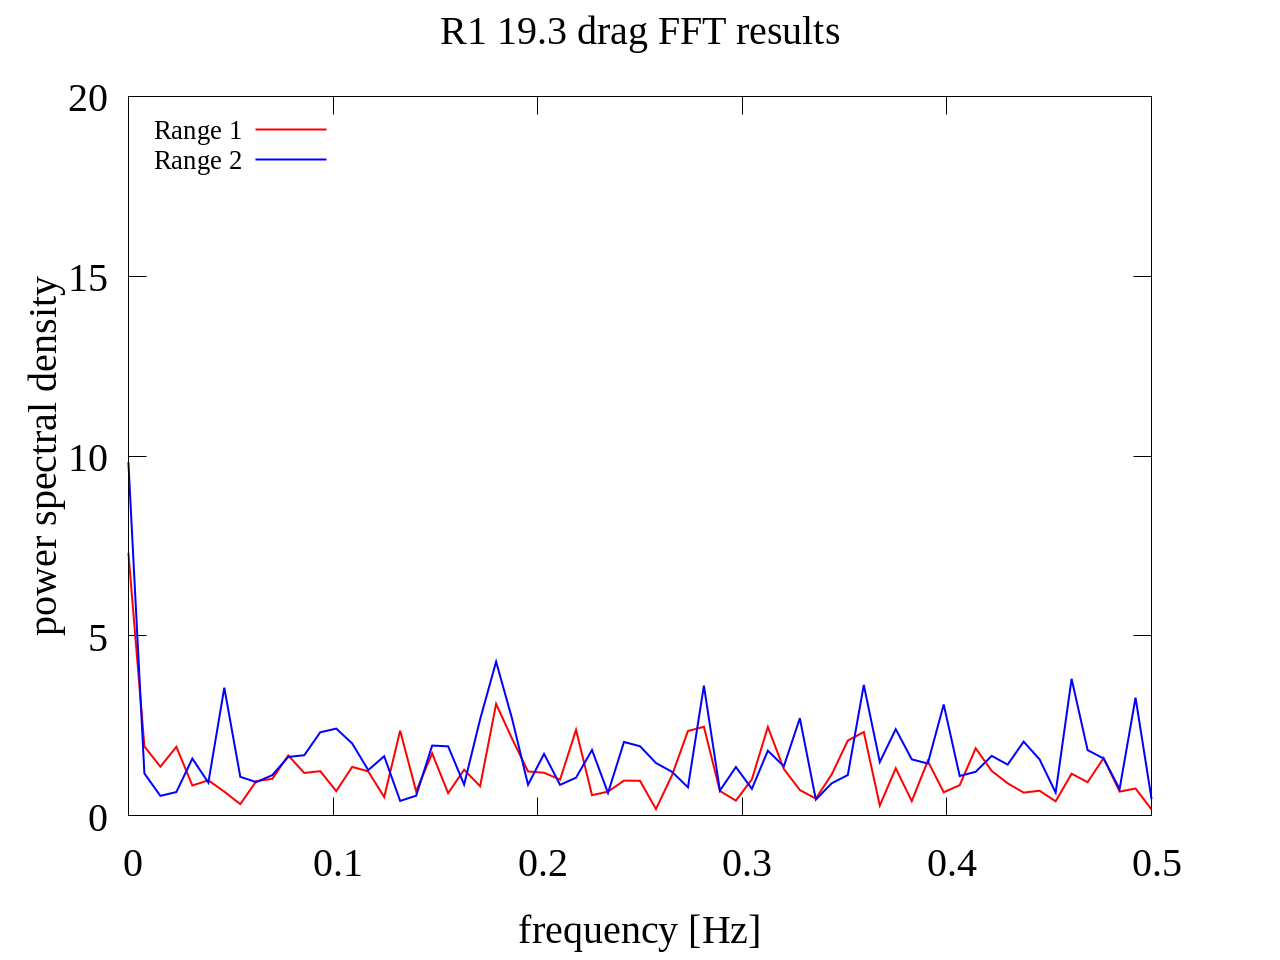 R1 19.3 drag FFT results
20
15
10
5
0
Range 1
Range 2
power spectral density
0 0.1 0.2 0.3 0.4 0.5
frequency [Hz]